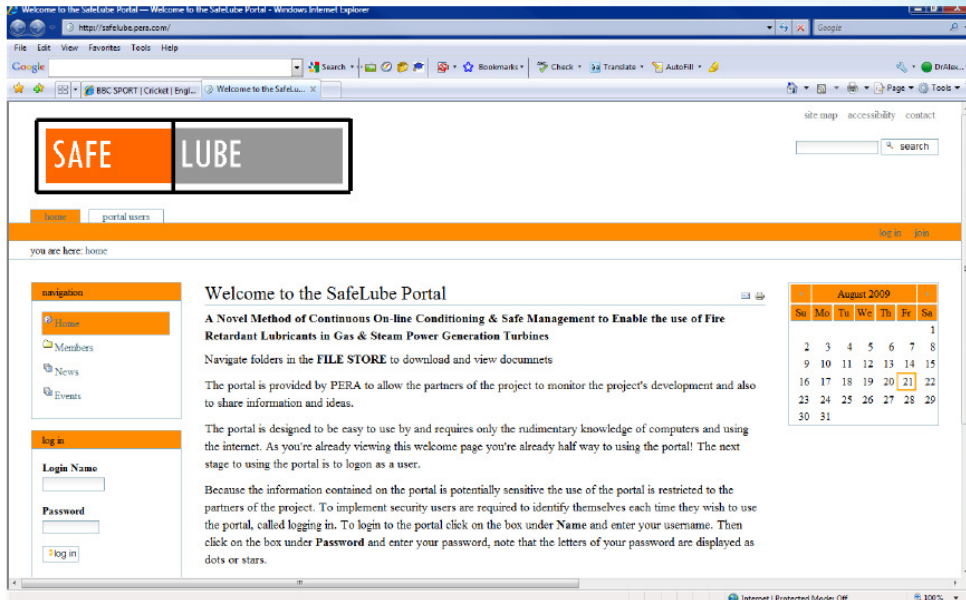 Welcome to the SafeLube Portal — Welcome to the SafeLube Portal - Windows Internet Explorer
http://safelube.pera.com/
Google
File Edit View Favorites Tools Help
Google Search Bookmarks Check Translate AutoFill DrAlex...
BBC SPORT | Cricket | Engl... Welcome to the SafeLu... X Page Tools
site map accessibility contact
SAFE LUBE
search
home portal users
log in join
you are here: home
navigation
Home
Members
News
Events
log in
Login Name
Password
log in
Welcome to the SafeLube Portal
A Novel Method of Continuous On-line Conditioning & Safe Management to Enable the use of Fire
Retardant Lubricants in Gas & Steam Power Generation Turbines
Navigate folders in the FILE STORE to download and view documnets
The portal is provided by PERA to allow the partners of the project to monitor the project's development and also
to share information and ideas.
The portal is designed to be easy to use by and requires only the rudimentary knowledge of computers and using
the internet. As you're already viewing this welcome page you're already half way to using the portal! The next
stage to using the portal is to logon as a user.
Because the information contained on the portal is potentially sensitive the use of the portal is restricted to the
partners of the project. To implement security users are required to identify themselves each time they wish to use
the portal, called logging in. To login to the portal click on the box under Name and enter your username. Then
click on the box under Password and enter your password, note that the letters of your password are displayed as
dots or stars.
August 2009
Su Mo Tu We Th Fr Sa
1
2 3 4 5 6 7 8
9 10 11 12 13 14 15
16 17 18 19 20 21 22
23 24 25 26 27 28 29
30 31
Internet | Protected Mode: Off 100%